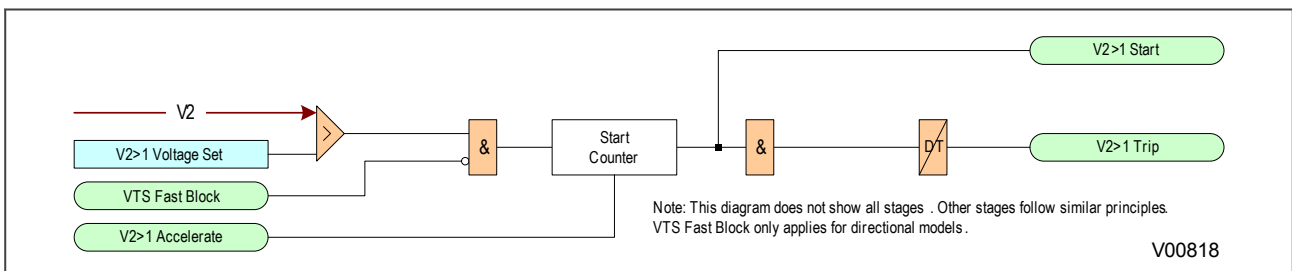 V2>1 Start
V2
>
V2>1 Voltage Set
&
Start
Counter
&
DT
V2>1 Trip
VTS Fast Block
V2>1 Accelerate
Note: This diagram does not show all stages . Other stages follow similar principles.
VTS Fast Block only applies for directional models .
V00818